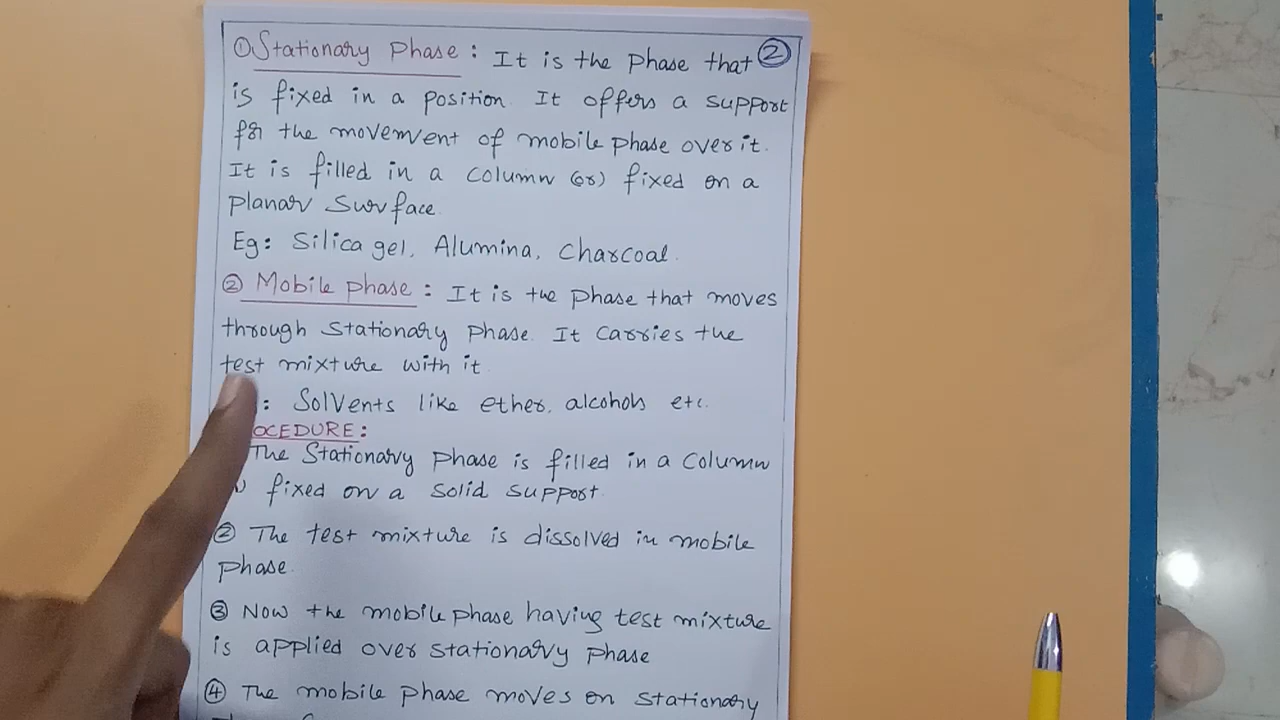 ① Stationary Phase : It is the Phase that ②
is fixed in a position. It offers a support
for the movement of mobile phase over it.
It is filled in a column (or) fixed on a
planar surface.
Eg: Silica gel, Alumina, charcoal.
② Mobile phase : It is the phase that moves
through stationary phase. It carries the
test mixture with it.
: Solvents like ether, alcohols etc.
OCEDURE:
The Stationary phase is filled in a column
fixed on a solid support.
② The test mixture is dissolved in mobile
phase.
③ Now the mobile phase having test mixture
is applied over stationary phase
④ The mobile phase moves on stationary